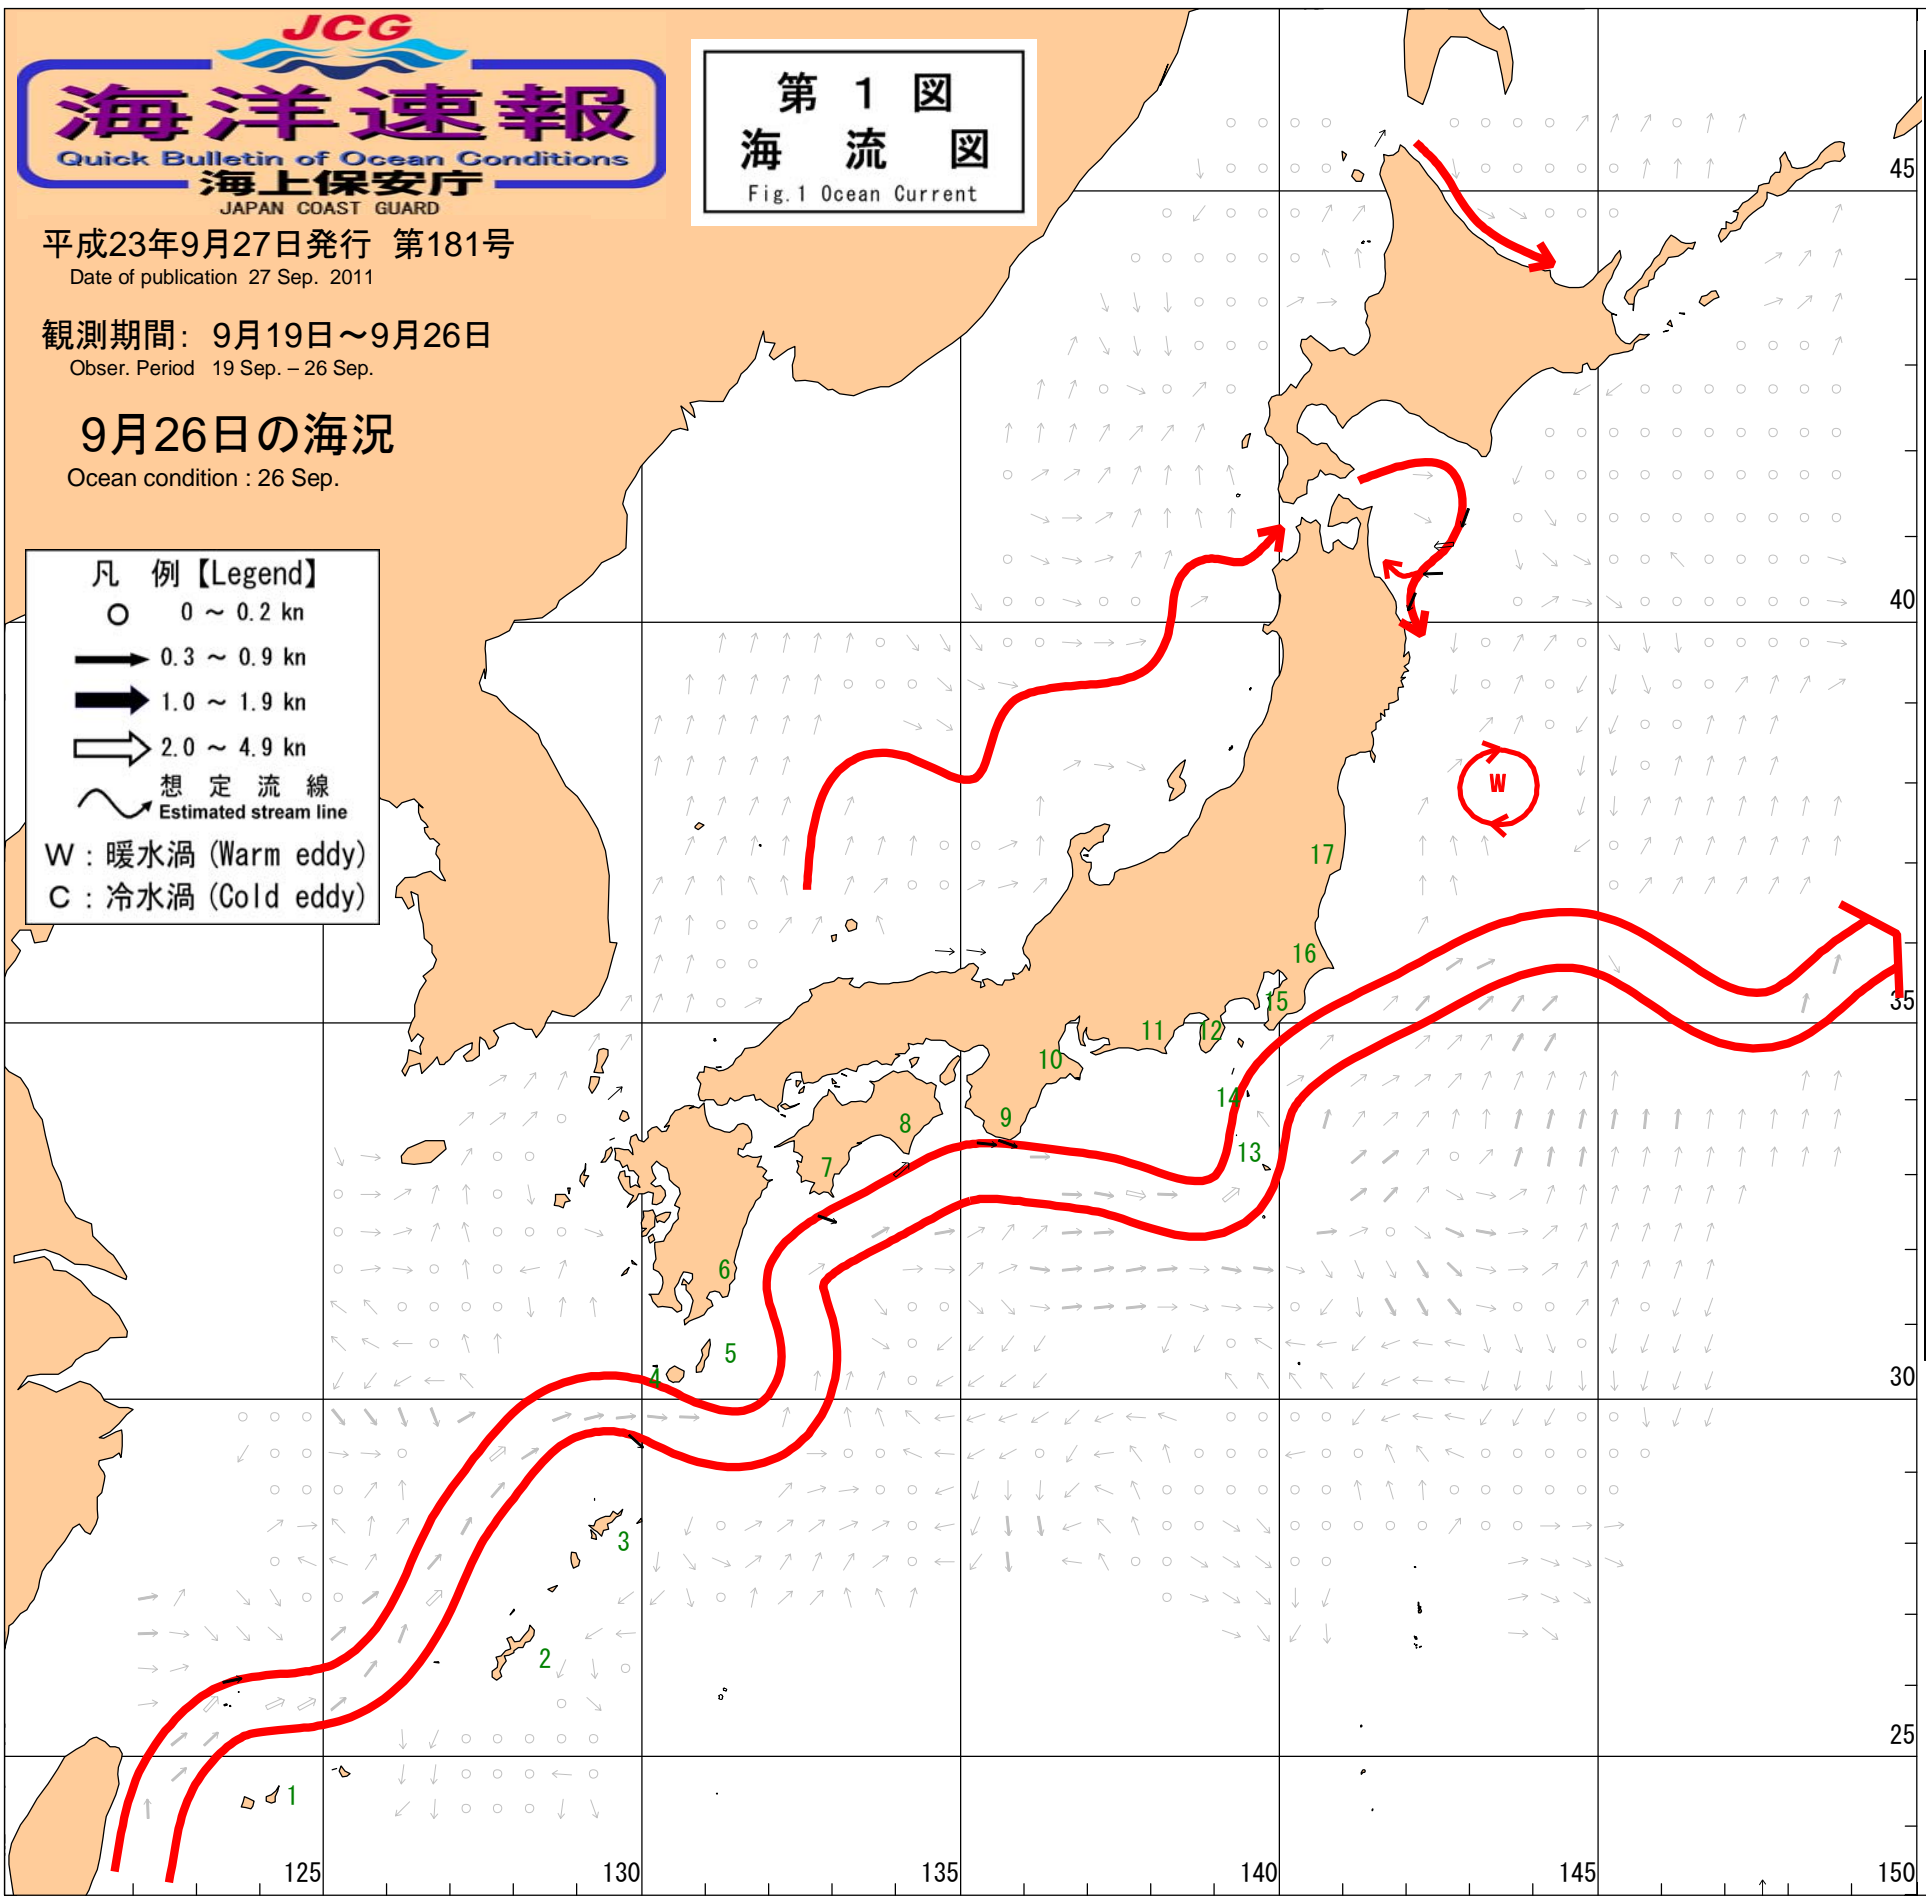 JCG
海洋速報
Quick Bulletin of Ocean Conditions
海上保安庁
JAPAN COAST GUARD
第 1 図
海 流 図
Fig.1 Ocean Current
平成23年9月27日発行 第181号
Date of publication 27 Sep. 2011
観測期間: 9月19日～9月26日
Obser. Period 19 Sep. – 26 Sep.
9月26日の海況
Ocean condition : 26 Sep.
凡 例【Legend】
0 ～ 0.2 kn
0.3 ～ 0.9 kn
1.0 ～ 1.9 kn
2.0 ～ 4.9 kn
想 定 流 線
Estimated stream line
W : 暖水渦 (Warm eddy)
C : 冷水渦 (Cold eddy)
45
40
W
17
16
35
15
12
11
10
14
9
8
13
7
6
5
4
30
3
2
25
1
125
130
135
140
145
150